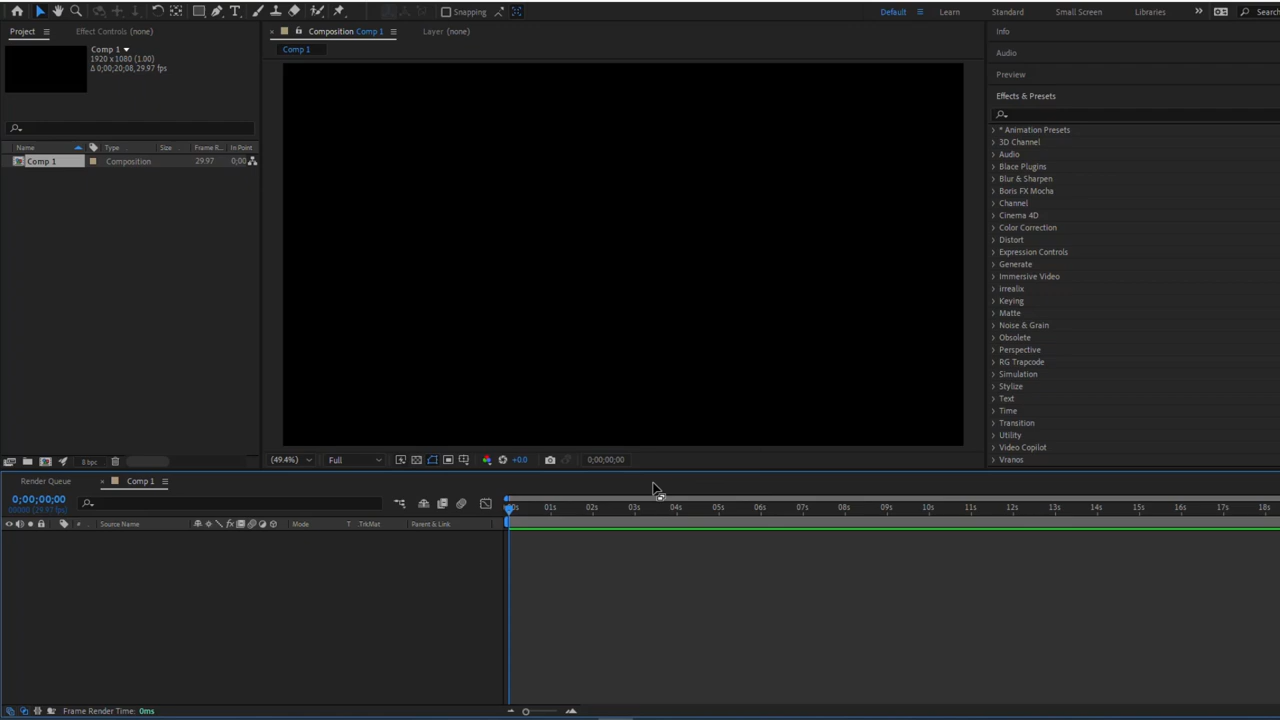 Snapping
Default
Learn
Standard
Small Screen
Libraries
Search
Project
Effect Controls (none)
Composition Comp 1
Layer (none)
Info
Comp 1
1920 x 1080 (1.00)
Δ 0;00;20;08, 29.97 fps
Comp 1
Audio
Preview
Effects & Presets
* Animation Presets
3D Channel
Audio
Blace Plugins
Blur & Sharpen
Boris FX Mocha
Channel
Cinema 4D
Color Correction
Distort
Expression Controls
Generate
Immersive Video
irrealix
Keying
Matte
Noise & Grain
Obsolete
Perspective
RG Trapcode
Simulation
Stylize
Text
Time
Transition
Utility
Video Copilot
Vranos
Name
Type
Size
Frame R...
In Point
Comp 1
Composition
29.97
0;00
8 bpc
(49.4%)
Full
+0.0
0;00;00;00
Render Queue
Comp 1
0;00;00;00
00000 (29.97 fps)
01s 02s 03s 04s 05s 06s 07s 08s 09s 10s 11s 12s 13s 14s 15s 16s 17s 18s
# Source Name
Mode
T .TrkMat
Parent & Link
Frame Render Time: 0ms